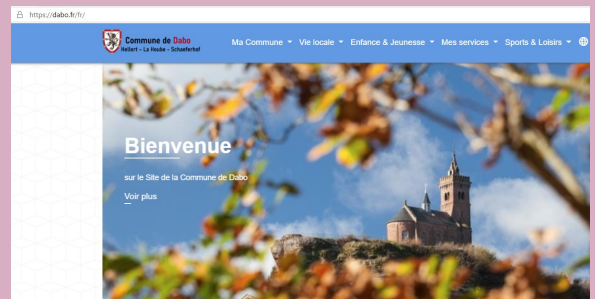 https://dabo.fr/fr/
Commune de Dabo
Hellert - La Hoube - Schaeferhof
Ma Commune
Vie locale
Enfance & Jeunesse
Mes services
Sports & Loisirs
Bienvenue
sur le Site de la Commune de Dabo
Voir plus